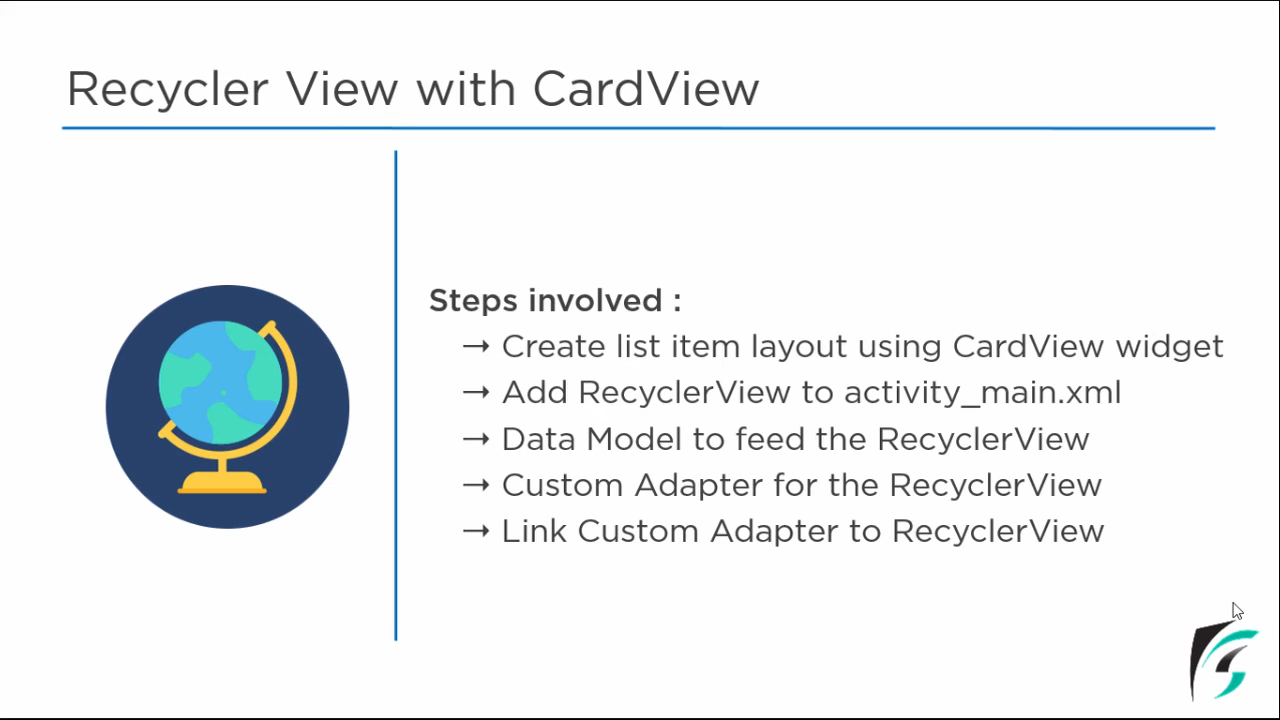 Recycler View with CardView
Steps involved :
→ Create list item layout using CardView widget
→ Add RecyclerView to activity_main.xml
→ Data Model to feed the RecyclerView
→ Custom Adapter for the RecyclerView
→ Link Custom Adapter to RecyclerView